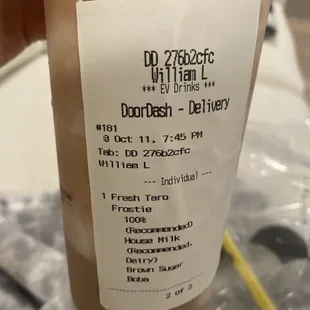 DD 276b2cfc
William L
*** EV Drinks ***
DoorDash - Delivery
#181
@ Oct 11, 7:45 PM
Tab: DD 276b2cfc
William L
--- Individual ---
1 Fresh Taro
Frostie
100%
(Recommended)
House Milk
(Recommended,
Dairy)
Brown Sugar
Boba
2 of 2